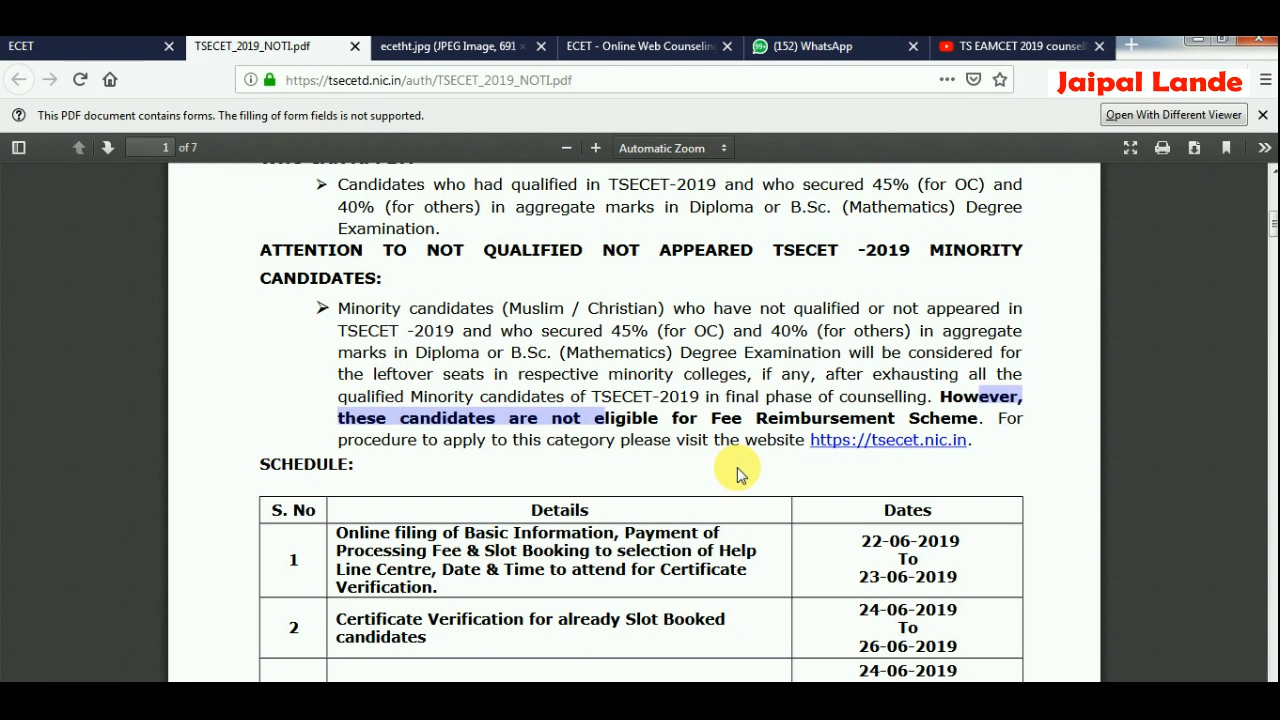 ECET
TSECET_2019_NOTI.pdf
ecetht.jpg (JPEG Image, 691
ECET - Online Web Counselin
99+
(152) WhatsApp
TS EAMCET 2019 counsel
https://tsecetd.nic.in/auth/TSECET_2019_NOTI.pdf
Jaipal Lande
This PDF document contains forms. The filling of form fields is not supported.
Open With Different Viewer
1 of 7
Automatic Zoom
Candidates who had qualified in TSECET-2019 and who secured 45% (for OC) and
40% (for others) in aggregate marks in Diploma or B.Sc. (Mathematics) Degree
Examination.
ATTENTION TO NOT QUALIFIED NOT APPEARED TSECET -2019 MINORITY
CANDIDATES:
Minority candidates (Muslim / Christian) who have not qualified or not appeared in
TSECET -2019 and who secured 45% (for OC) and 40% (for others) in aggregate
marks in Diploma or B.Sc. (Mathematics) Degree Examination will be considered for
the leftover seats in respective minority colleges, if any, after exhausting all the
qualified Minority candidates of TSECET-2019 in final phase of counselling. However,
these candidates are not eligible for Fee Reimbursement Scheme. For
procedure to apply to this category please visit the website https://tsecet.nic.in.
SCHEDULE:
S. No Details Dates
1
Online filing of Basic Information, Payment of
Processing Fee & Slot Booking to selection of Help
Line Centre, Date & Time to attend for Certificate
Verification.
22-06-2019
To
23-06-2019
2
Certificate Verification for already Slot Booked
candidates
24-06-2019
To
26-06-2019
24-06-2019